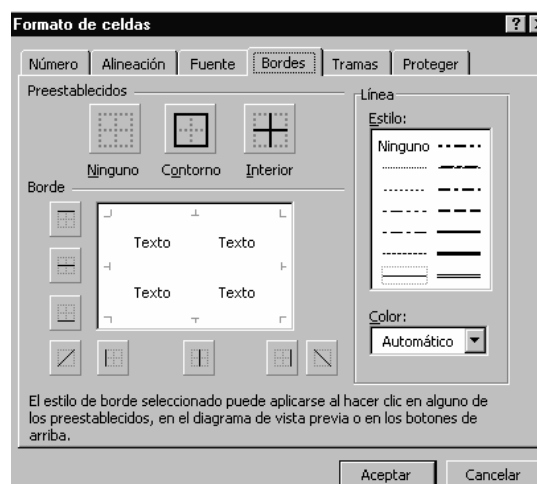 Formato de celdas
Número Alineación Fuente Bordes Tramas Proteger
Preestablecidos
Ninguno Contorno Interior
Borde
Texto Texto
Texto Texto
Línea
Estilo:
Ninguno
Color:
Automático
El estilo de borde seleccionado puede aplicarse al hacer clic en alguno de
los preestablecidos, en el diagrama de vista previa o en los botones de
arriba.
Aceptar Cancelar